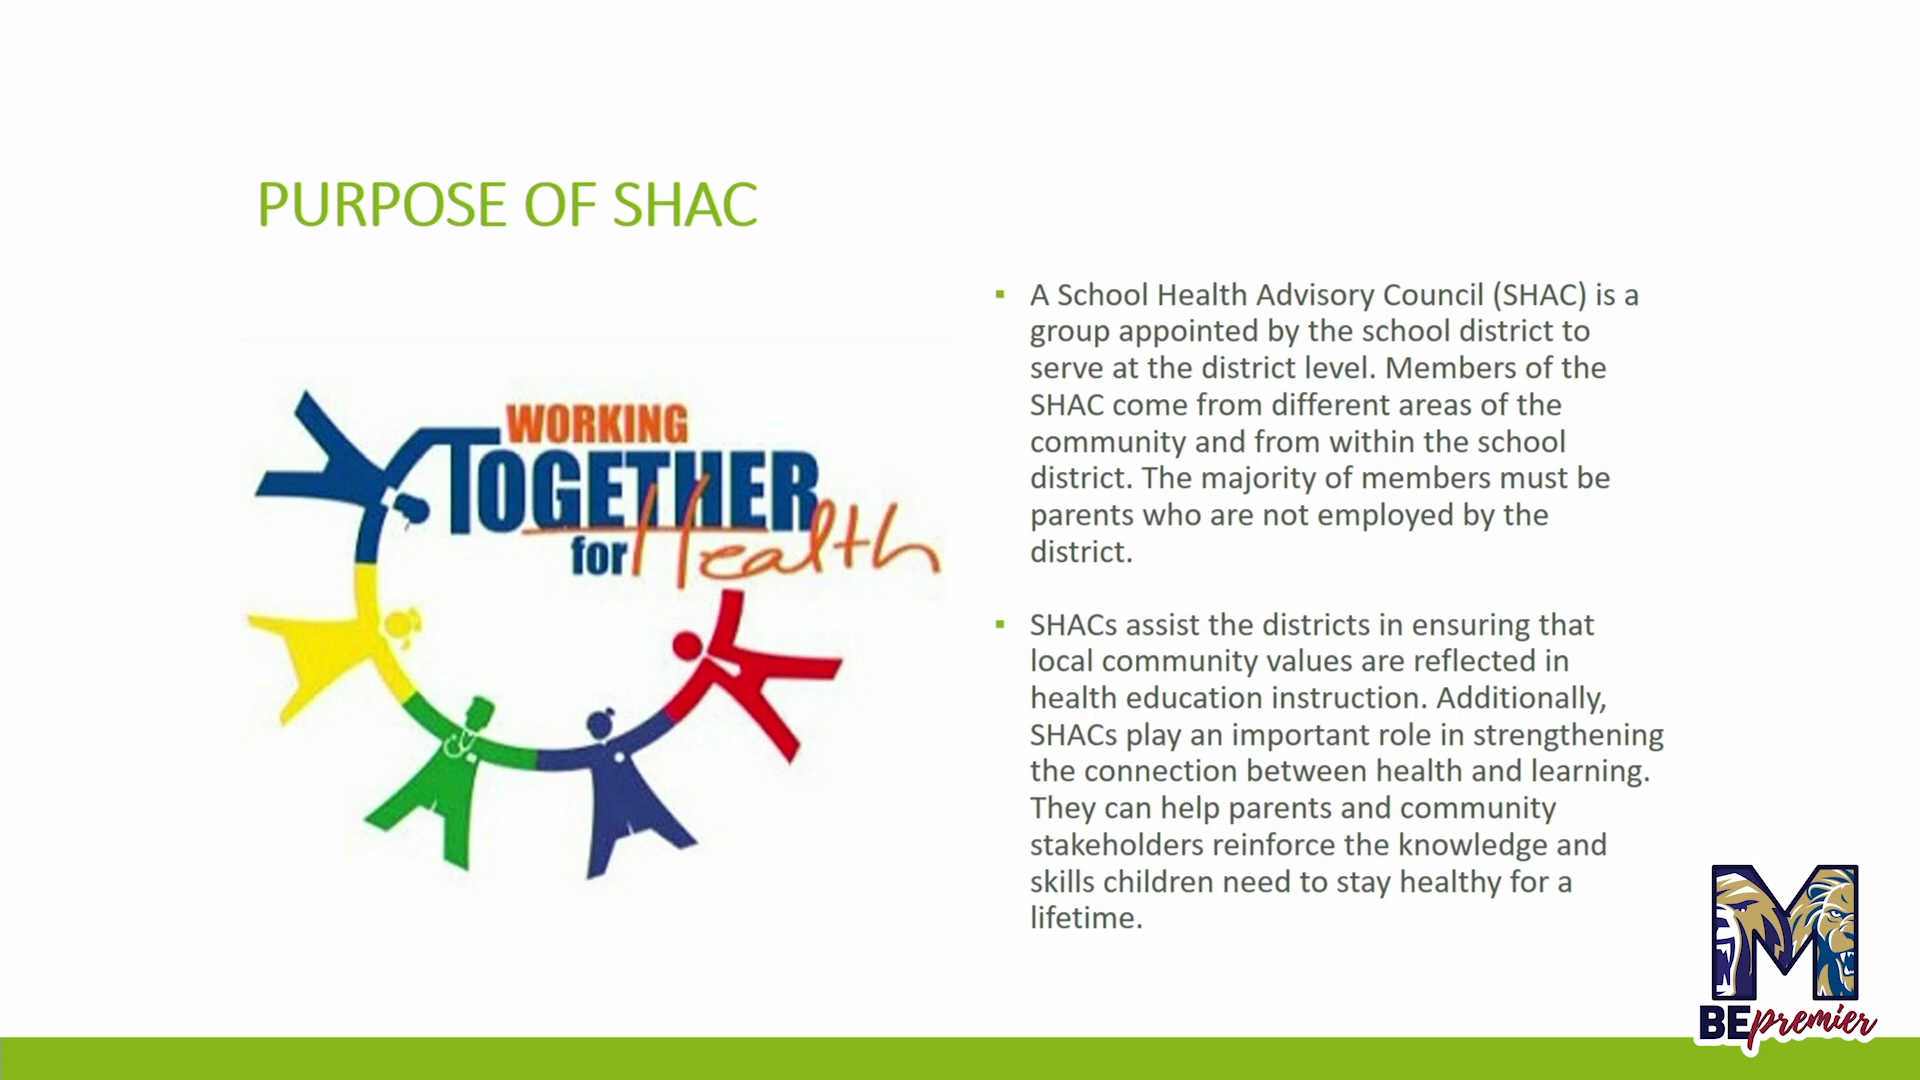 PURPOSE OF SHAC
WORKING
TOGETHER
for Health
▪ A School Health Advisory Council (SHAC) is a
group appointed by the school district to
serve at the district level. Members of the
SHAC come from different areas of the
community and from within the school
district. The majority of members must be
parents who are not employed by the
district.
▪ SHACs assist the districts in ensuring that
local community values are reflected in
health education instruction. Additionally,
SHACs play an important role in strengthening
the connection between health and learning.
They can help parents and community
stakeholders reinforce the knowledge and
skills children need to stay healthy for a
lifetime.
M
BE premier